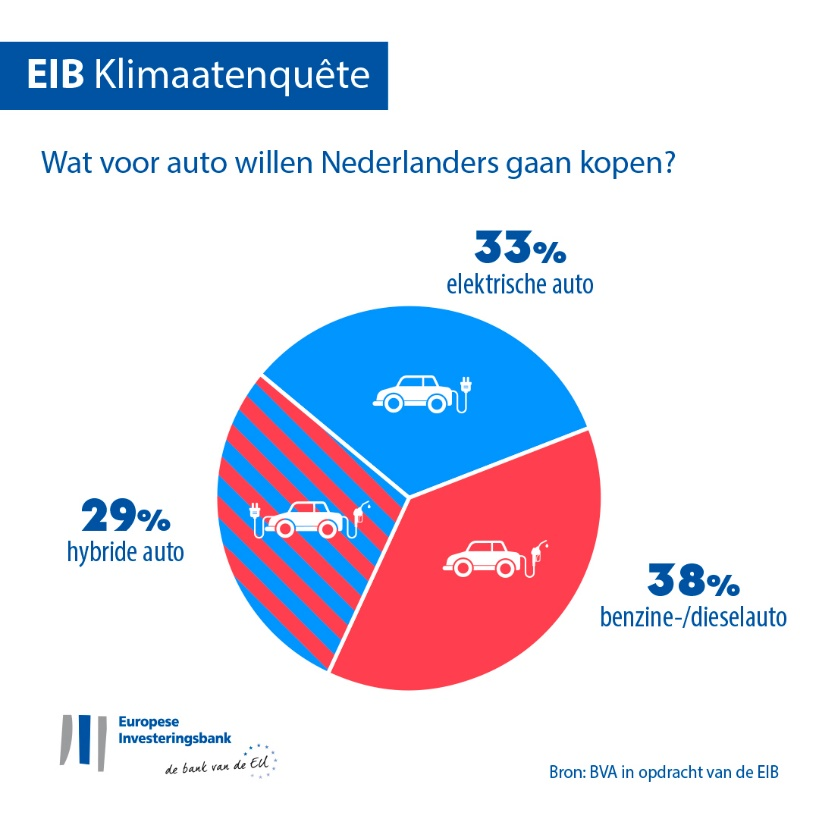 EIB Klimaatenquête
Wat voor auto willen Nederlanders gaan kopen?
33%
elektrische auto
29%
hybride auto
38%
benzine-/dieselauto
Europese
Investeringsbank
de bank van de EU
Bron: BVA in opdracht van de EIB